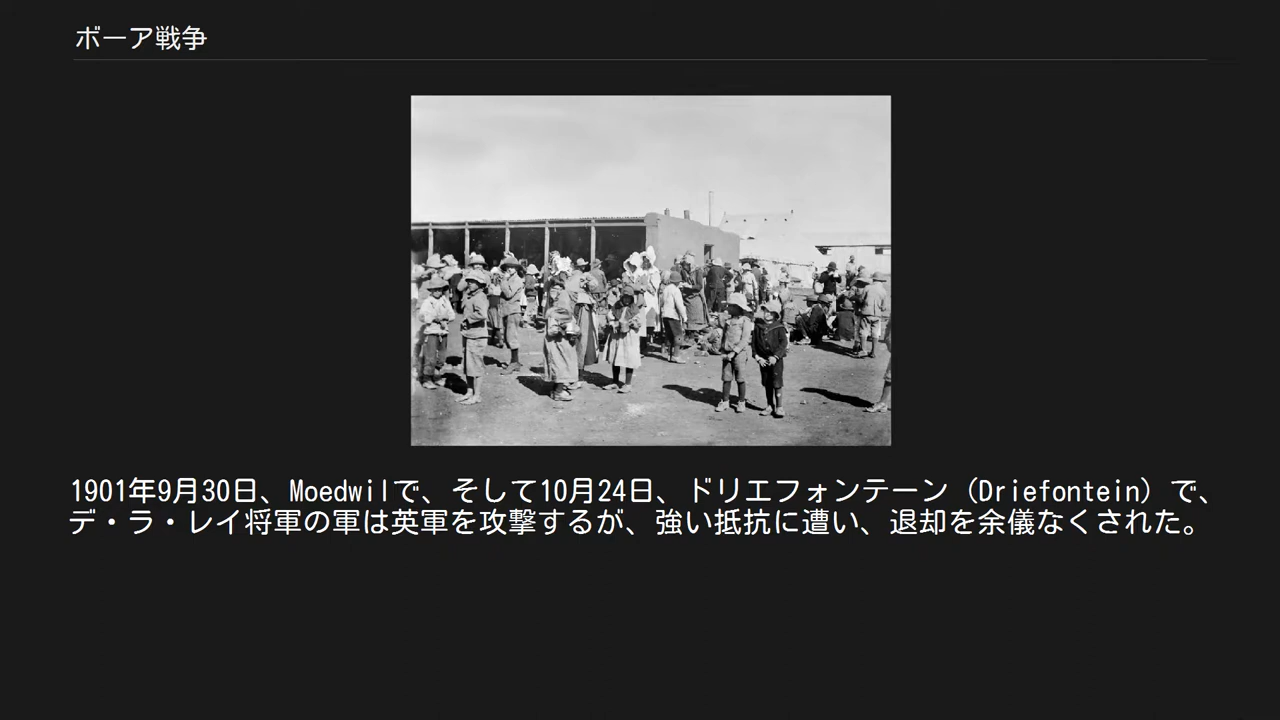 ボーア戦争
1901年9月30日、Moedwilで、そして10月24日、ドリエフォンテーン（Driefontein）で、
デ・ラ・レイ将軍の軍は英軍を攻撃するが、強い抵抗に遭い、退却を余儀なくされた。